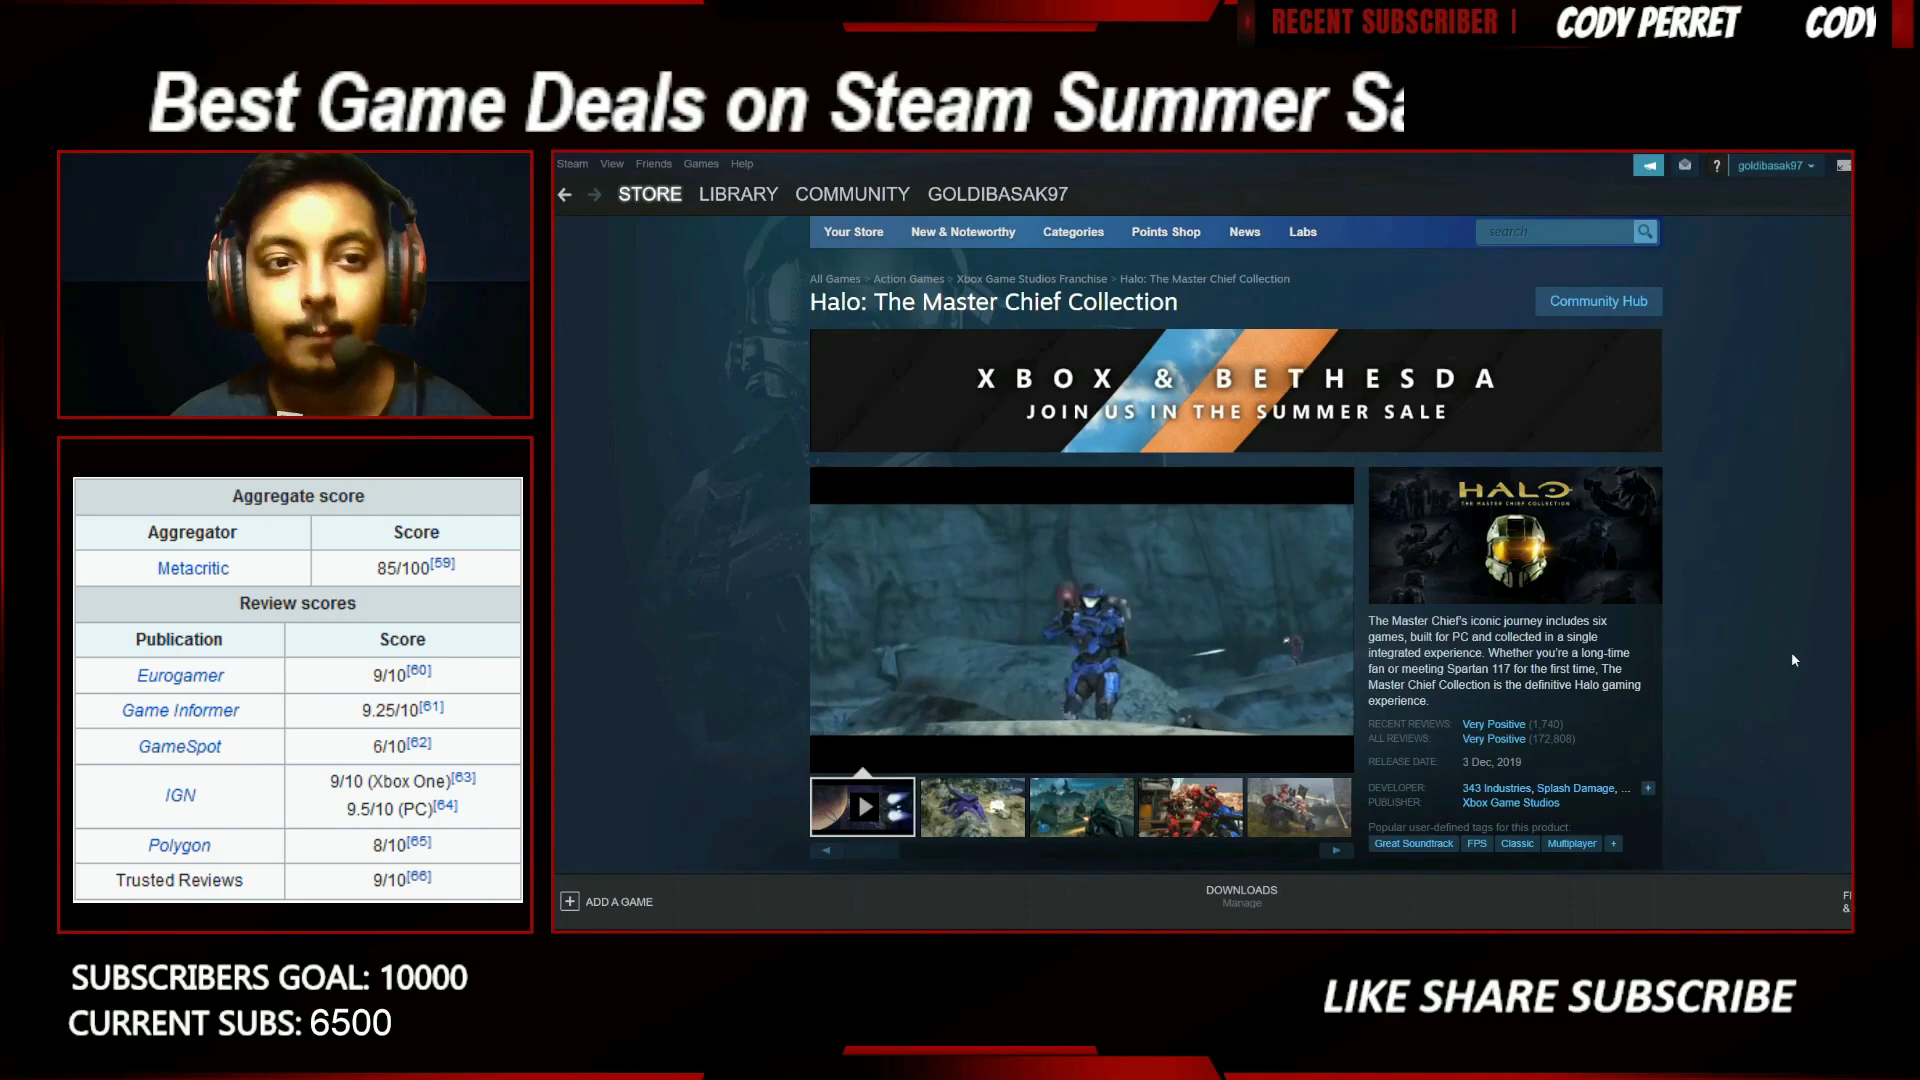 RECENT SUBSCRIBER | CODY PERRET CODY
Best Game Deals on Steam Summer Sa
Steam View Friends Games Help
goldibasak97
STORE LIBRARY COMMUNITY GOLDIBASAK97
Your Store New & Noteworthy Categories Points Shop News Labs
search
All Games > Action Games > Xbox Game Studios Franchise > Halo: The Master Chief Collection
Halo: The Master Chief Collection
Community Hub
XBOX & BETHESDA
JOIN US IN THE SUMMER SALE
HALO
THE MASTER CHIEF COLLECTION
The Master Chief's iconic journey includes six
games, built for PC and collected in a single
integrated experience. Whether you're a long-time
fan or meeting Spartan 117 for the first time, The
Master Chief Collection is the definitive Halo gaming
experience.
RECENT REVIEWS: Very Positive (1,740)
ALL REVIEWS: Very Positive (172,808)
RELEASE DATE: 3 Dec, 2019
DEVELOPER: 343 Industries, Splash Damage, ... +
PUBLISHER: Xbox Game Studios
Popular user-defined tags for this product:
Great Soundtrack FPS Classic Multiplayer +
+ ADD A GAME
DOWNLOADS
Manage
Aggregate score
Aggregator Score
Metacritic 85/100[59]
Review scores
Publication Score
Eurogamer 9/10[60]
Game Informer 9.25/10[61]
GameSpot 6/10[62]
IGN 9/10 (Xbox One)[63]
9.5/10 (PC)[64]
Polygon 8/10[65]
Trusted Reviews 9/10[66]
SUBSCRIBERS GOAL: 10000
CURRENT SUBS: 6500
LIKE SHARE SUBSCRIBE